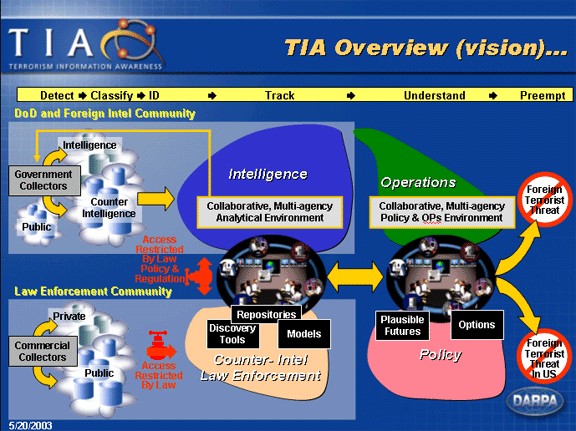 TIA
TERRORISM INFORMATION AWARENESS
TIA Overview (vision)...
Detect ➔ Classify ➔ ID ➔ Track ➔ Understand ➔ Preempt
DoD and Foreign Intel Community
Intelligence
Government
Collectors
Counter
Intelligence
Public
Intelligence
Collaborative, Multi-agency
Analytical Environment
Operations
Collaborative, Multi-agency
Policy & OPs Environment
Foreign
Terrorist
Threat
Access
Restricted
By Law
Policy &
Regulation
Law Enforcement Community
Private
Commercial
Collectors
Public
Access
Restricted
By Law
Repositories
Discovery
Tools
Models
Counter- Intel
Law Enforcement
Plausible
Futures
Options
Policy
Foreign
Terrorist
Threat
In US
DARPA
5/20/2003